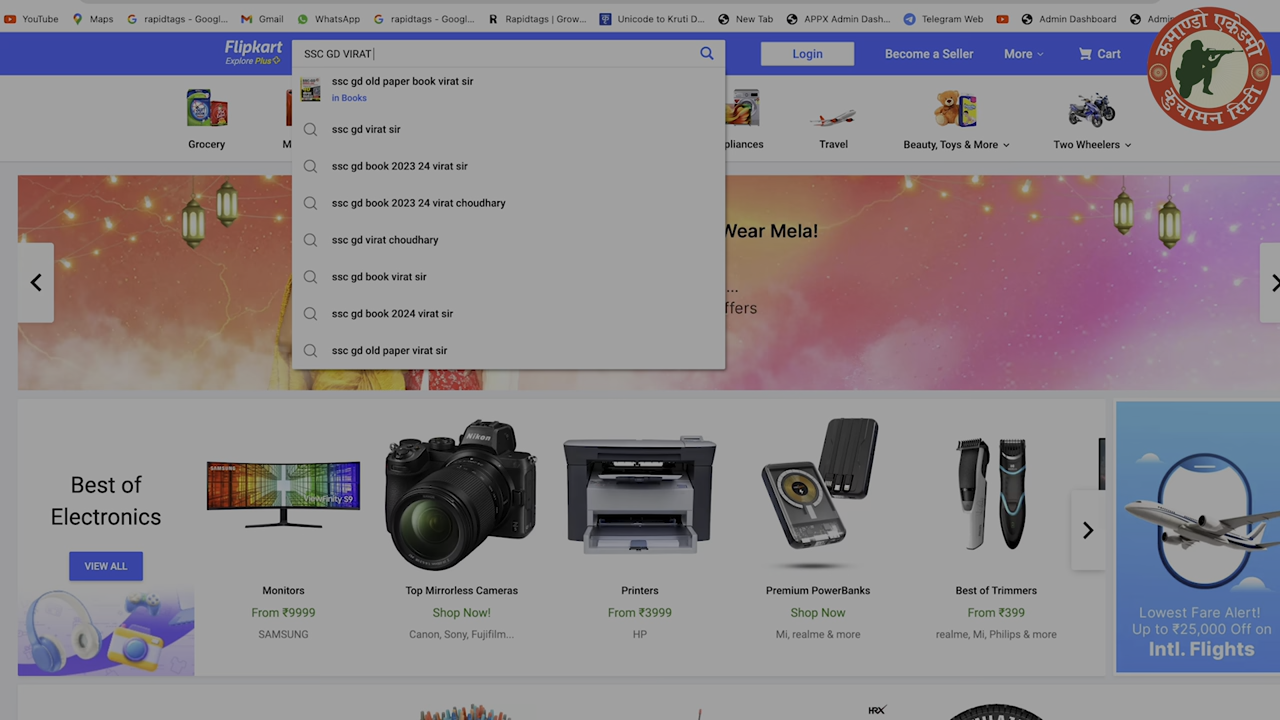 YouTube
Maps
rapidtags - Googl...
Gmail
WhatsApp
rapidtags - Googl...
Rapidtags | Grow...
Unicode to Kruti D...
New Tab
APPX Admin Dash...
Telegram Web
Admin Dashboard
Flipkart
Explore Plus
SSC GD VIRAT
Login
Become a Seller
More
Cart
कमाण्डो एकेडमी
कुचामन सिटी
ssc gd old paper book virat sir
in Books
ssc gd virat sir
ssc gd book 2023 24 virat sir
ssc gd book 2023 24 virat choudhary
ssc gd virat choudhary
ssc gd book virat sir
ssc gd book 2024 virat sir
ssc gd old paper virat sir
Grocery
Travel
Beauty, Toys & More
Two Wheelers
Wear Mela!
Best of
Electronics
VIEW ALL
SAMSUNG
ViewFinity S9
Nikon
Monitors
From ₹9999
SAMSUNG
Top Mirrorless Cameras
Shop Now!
Canon, Sony, Fujifilm...
Printers
From ₹3999
HP
Premium PowerBanks
Shop Now
Mi, realme & more
Best of Trimmers
From ₹399
realme, Mi, Philips & more
Lowest Fare Alert!
Up to ₹25,000 Off on
Intl. Flights
HRX